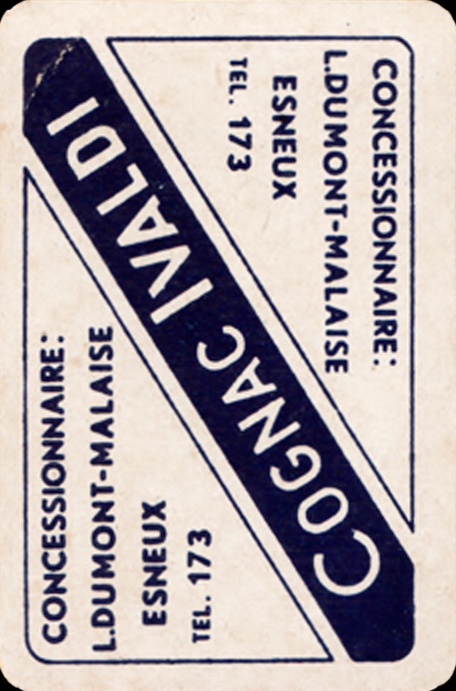 CONCESSIONNAIRE:
L.DUMONT-MALAISE
ESNEUX
TEL. 173
COGNAC IVALDI
CONCESSIONNAIRE:
L.DUMONT-MALAISE
ESNEUX
TEL. 173